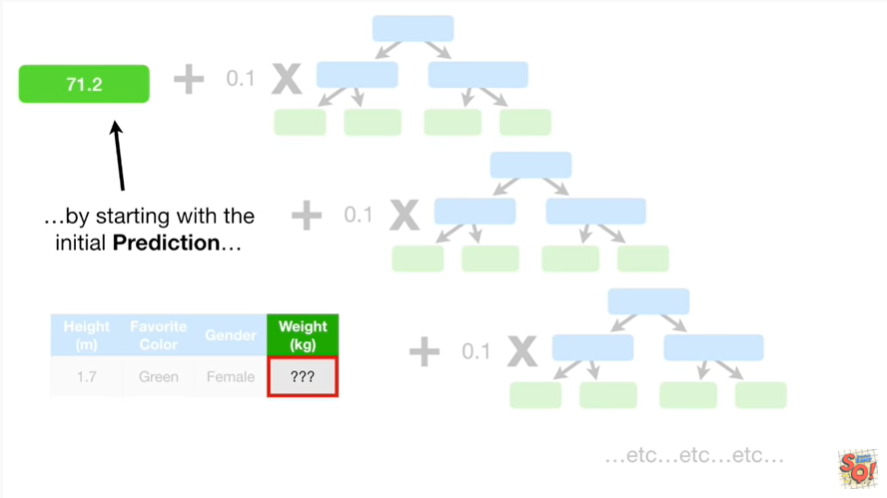 71.2
+ 0.1 X
…by starting with the
initial Prediction…
+ 0.1 X
Height
(m)
Favorite
Color
Gender
Weight
(kg)
1.7
Green
Female
???
+ 0.1 X
…etc…etc…etc…
SQ!